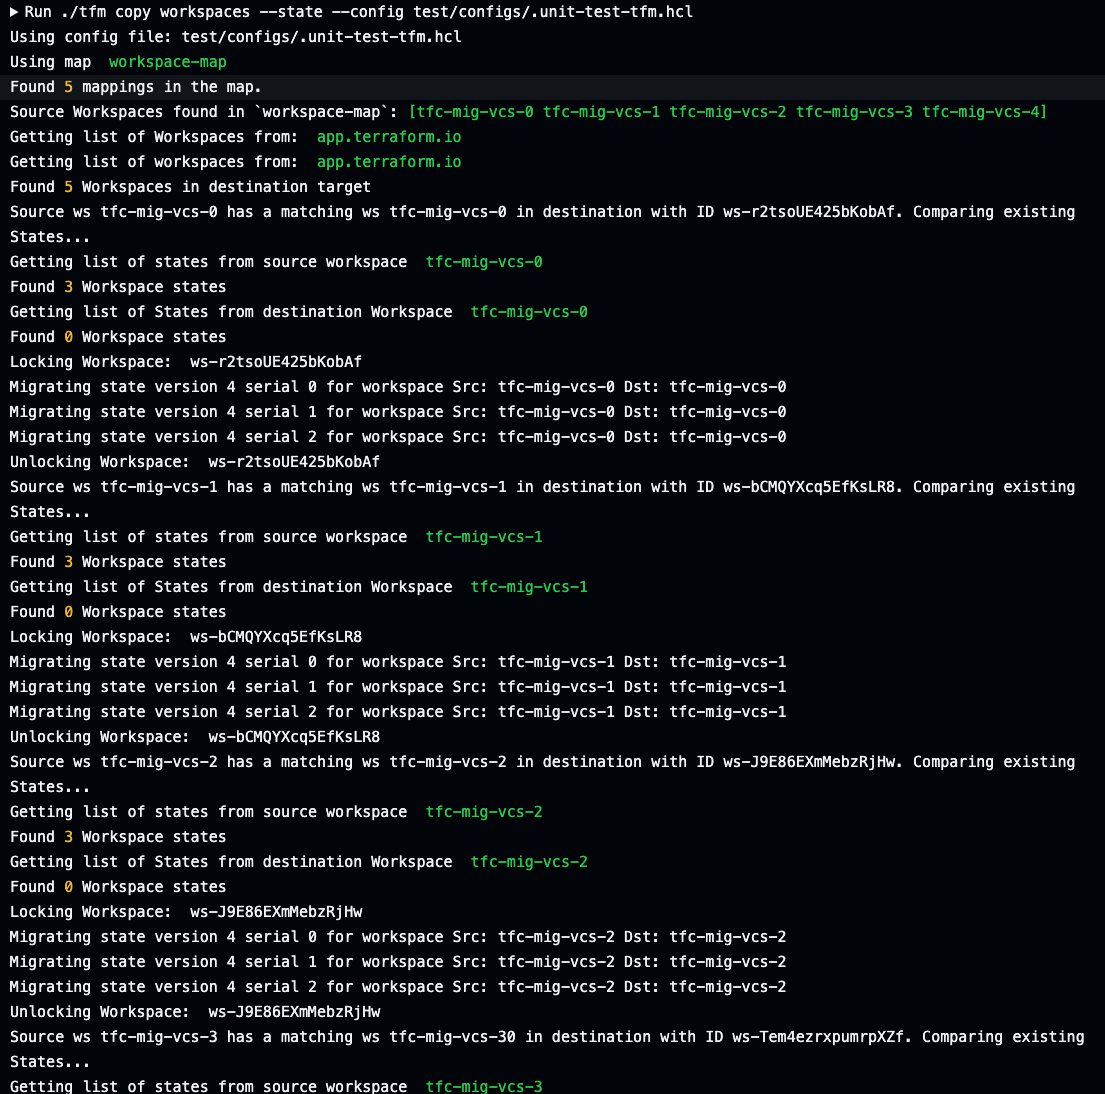 ▶ Run ./tfm copy workspaces --state --config test/configs/.unit-test-tfm.hcl
Using config file: test/configs/.unit-test-tfm.hcl
Using map  workspace-map
Found 5 mappings in the map.
Source Workspaces found in `workspace-map`: [tfc-mig-vcs-0 tfc-mig-vcs-1 tfc-mig-vcs-2 tfc-mig-vcs-3 tfc-mig-vcs-4]
Getting list of Workspaces from:  app.terraform.io
Getting list of workspaces from:  app.terraform.io
Found 5 Workspaces in destination target
Source ws tfc-mig-vcs-0 has a matching ws tfc-mig-vcs-0 in destination with ID ws-r2tsoUE425bKobAf. Comparing existing
States...
Getting list of states from source workspace  tfc-mig-vcs-0
Found 3 Workspace states
Getting list of States from destination Workspace  tfc-mig-vcs-0
Found 0 Workspace states
Locking Workspace:  ws-r2tsoUE425bKobAf
Migrating state version 4 serial 0 for workspace Src: tfc-mig-vcs-0 Dst: tfc-mig-vcs-0
Migrating state version 4 serial 1 for workspace Src: tfc-mig-vcs-0 Dst: tfc-mig-vcs-0
Migrating state version 4 serial 2 for workspace Src: tfc-mig-vcs-0 Dst: tfc-mig-vcs-0
Unlocking Workspace:  ws-r2tsoUE425bKobAf
Source ws tfc-mig-vcs-1 has a matching ws tfc-mig-vcs-1 in destination with ID ws-bCMQYXcq5EfKsLR8. Comparing existing
States...
Getting list of states from source workspace  tfc-mig-vcs-1
Found 3 Workspace states
Getting list of States from destination Workspace  tfc-mig-vcs-1
Found 0 Workspace states
Locking Workspace:  ws-bCMQYXcq5EfKsLR8
Migrating state version 4 serial 0 for workspace Src: tfc-mig-vcs-1 Dst: tfc-mig-vcs-1
Migrating state version 4 serial 1 for workspace Src: tfc-mig-vcs-1 Dst: tfc-mig-vcs-1
Migrating state version 4 serial 2 for workspace Src: tfc-mig-vcs-1 Dst: tfc-mig-vcs-1
Unlocking Workspace:  ws-bCMQYXcq5EfKsLR8
Source ws tfc-mig-vcs-2 has a matching ws tfc-mig-vcs-2 in destination with ID ws-J9E86EXmMebzRjHw. Comparing existing
States...
Getting list of states from source workspace  tfc-mig-vcs-2
Found 3 Workspace states
Getting list of States from destination Workspace  tfc-mig-vcs-2
Found 0 Workspace states
Locking Workspace:  ws-J9E86EXmMebzRjHw
Migrating state version 4 serial 0 for workspace Src: tfc-mig-vcs-2 Dst: tfc-mig-vcs-2
Migrating state version 4 serial 1 for workspace Src: tfc-mig-vcs-2 Dst: tfc-mig-vcs-2
Migrating state version 4 serial 2 for workspace Src: tfc-mig-vcs-2 Dst: tfc-mig-vcs-2
Unlocking Workspace:  ws-J9E86EXmMebzRjHw
Source ws tfc-mig-vcs-3 has a matching ws tfc-mig-vcs-30 in destination with ID ws-Tem4ezrxpumrpXZf. Comparing existing
States...
Getting list of states from source workspace  tfc-mig-vcs-3